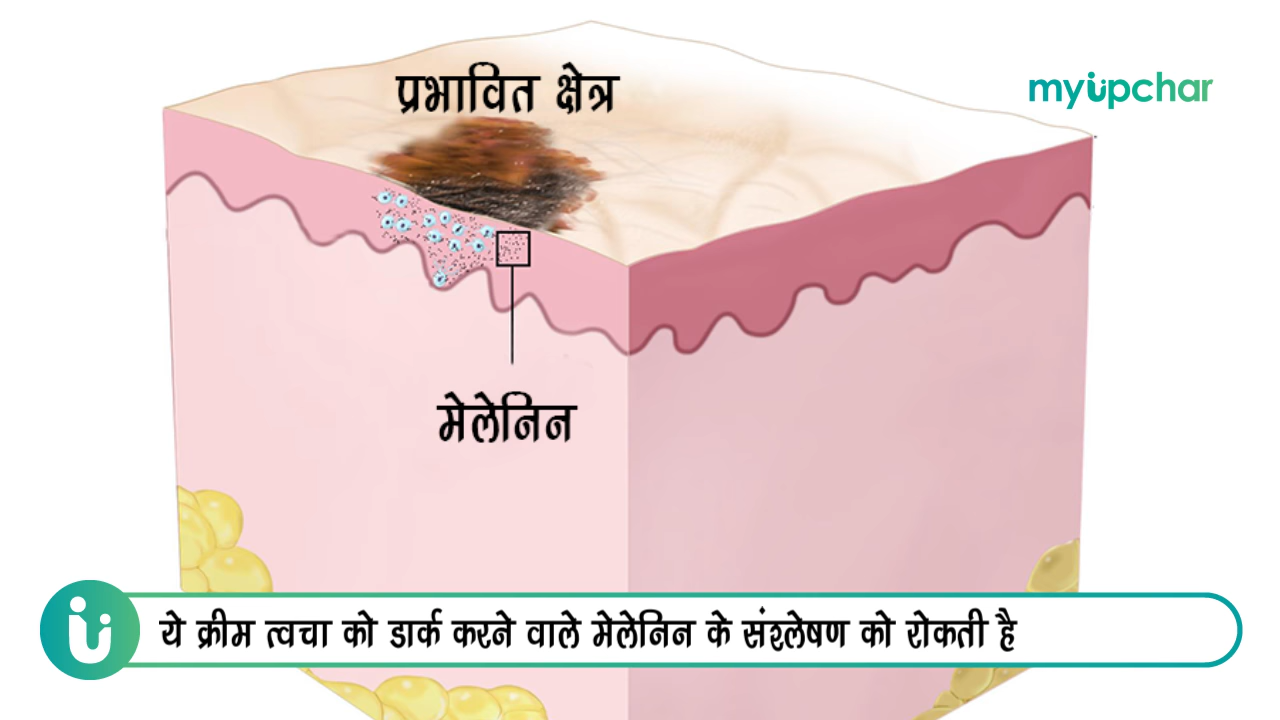 प्रभावित क्षेत्र
myupchar
मेलेनिन
ये क्रीम त्वचा को डार्क करने वाले मेलेनिन के संश्लेषण को रोकती है